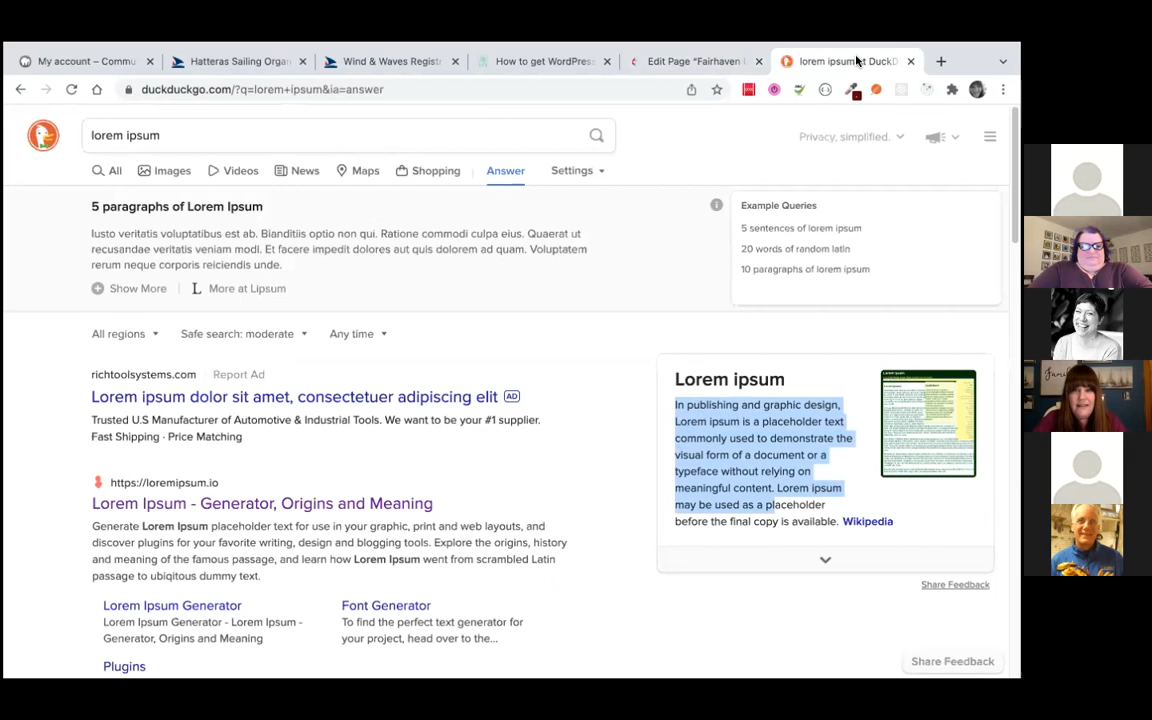 My account – Commu
Hatteras Sailing Organ
Wind & Waves Regist
How to get WordPress
Edit Page "Fairhaven
lorem ipsum at DuckD
duckduckgo.com/?q=lorem+ipsum&ia=answer
lorem ipsum
Privacy, simplified.
All Images Videos News Maps Shopping Answer Settings
5 paragraphs of Lorem Ipsum
Iusto veritatis voluptatibus est ab. Blanditiis optio non qui. Ratione commodi culpa eius. Quaerat ut
recusandae veritatis veniam modi. Et facere impedit dolores aut quis dolorem ad quam. Voluptatem
rerum neque corporis reiciendis unde.
Show More L More at Lipsum
Example Queries
5 sentences of lorem ipsum
20 words of random latin
10 paragraphs of lorem ipsum
All regions Safe search: moderate Any time
richtoolsystems.com Report Ad
Lorem ipsum dolor sit amet, consectetuer adipiscing elit AD
Trusted U.S Manufacturer of Automotive & Industrial Tools. We want to be your #1 supplier.
Fast Shipping · Price Matching
https://loremipsum.io
Lorem Ipsum - Generator, Origins and Meaning
Generate Lorem Ipsum placeholder text for use in your graphic, print and web layouts, and
discover plugins for your favorite writing, design and blogging tools. Explore the origins, history
and meaning of the famous passage, and learn how Lorem Ipsum went from scrambled Latin
passage to ubiqitous dummy text.
Lorem Ipsum Generator
Lorem Ipsum Generator - Lorem Ipsum -
Generator, Origins and Meaning
Font Generator
To find the perfect text generator for
your project, head over to the...
Plugins
Lorem ipsum
In publishing and graphic design,
Lorem ipsum is a placeholder text
commonly used to demonstrate the
visual form of a document or a
typeface without relying on
meaningful content. Lorem ipsum
may be used as a placeholder
before the final copy is available. Wikipedia
Share Feedback
Share Feedback